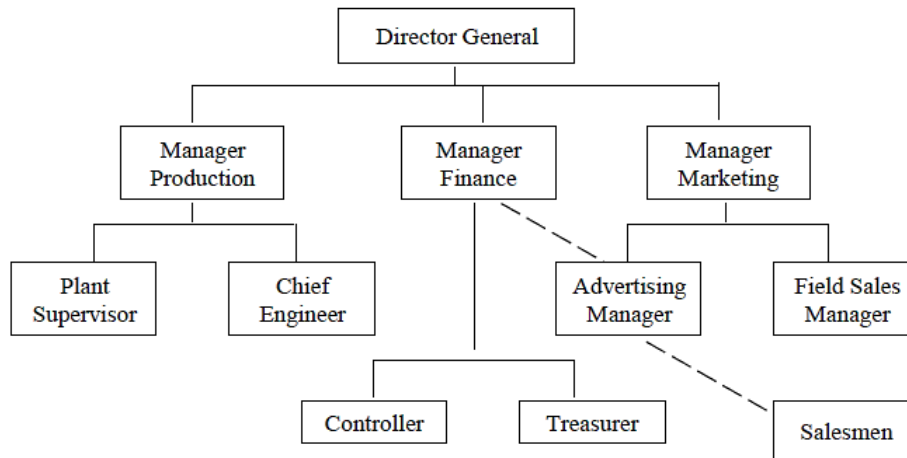 Director General
Manager
Production
Manager
Finance
Manager
Marketing
Plant
Supervisor
Chief
Engineer
Advertising
Manager
Field Sales
Manager
Controller
Treasurer
Salesmen